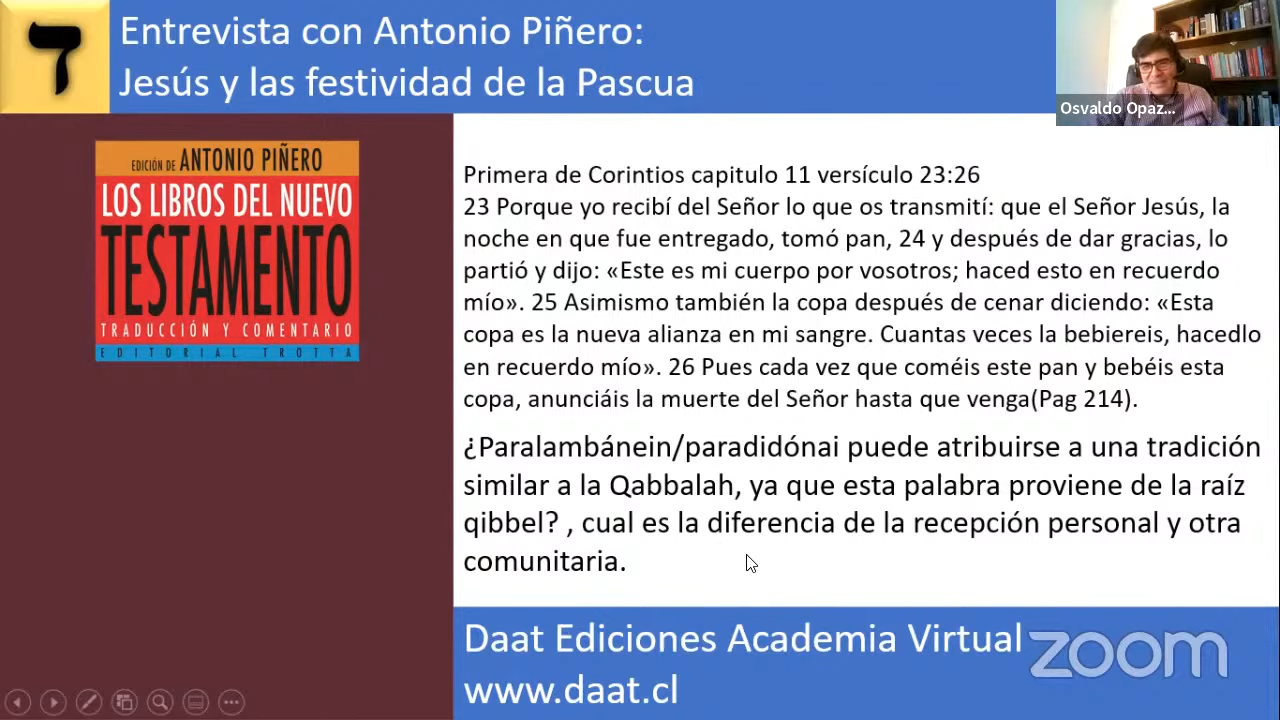 ד
Entrevista con Antonio Piñero:
Jesús y las festividad de la Pascua
Osvaldo Opaz...
EDICIÓN DE ANTONIO PIÑERO
LOS LIBROS DEL NUEVO
TESTAMENTO
TRADUCCIÓN Y COMENTARIO
EDITORIAL TROTTA
Primera de Corintios capitulo 11 versículo 23:26
23 Porque yo recibí del Señor lo que os transmití: que el Señor Jesús, la
noche en que fue entregado, tomó pan, 24 y después de dar gracias, lo
partió y dijo: «Este es mi cuerpo por vosotros; haced esto en recuerdo
mío». 25 Asimismo también la copa después de cenar diciendo: «Esta
copa es la nueva alianza en mi sangre. Cuantas veces la bebiereis, hacedlo
en recuerdo mío». 26 Pues cada vez que coméis este pan y bebéis esta
copa, anunciáis la muerte del Señor hasta que venga(Pag 214).
¿Paralambánein/paradidónai puede atribuirse a una tradición
similar a la Qabbalah, ya que esta palabra proviene de la raíz
qibbel? , cual es la diferencia de la recepción personal y otra
comunitaria.
Daat Ediciones Academia Virtual
www.daat.cl
zoom